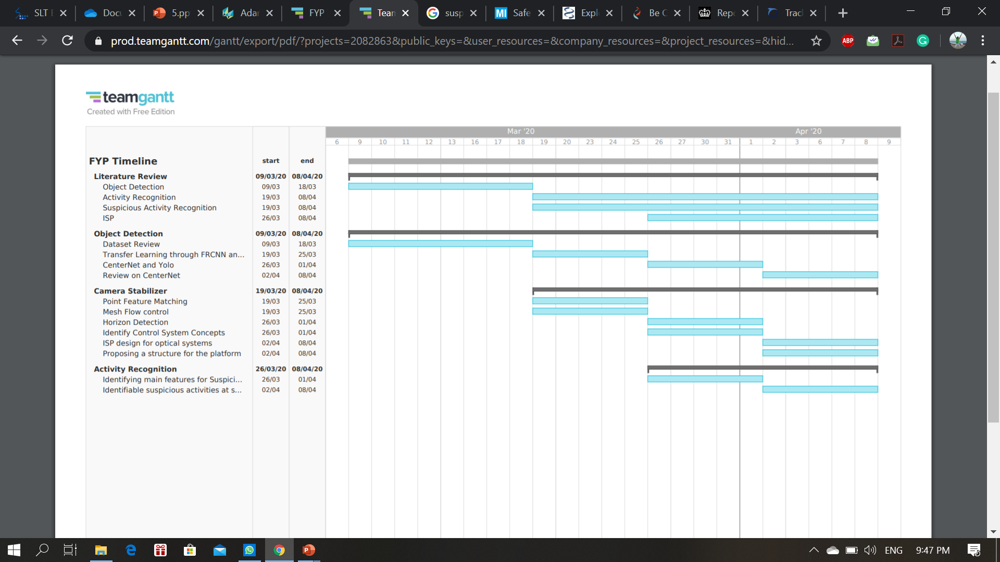 SLT
Docu
5.pp
Adar
FYP
Team
susp
Safe
Expl
Be C
Repo
Trac
prod.teamgantt.com/gantt/export/pdf/?projects=2082863&public_keys=&user_resources=&company_resources=&project_resources=&hid...
ABP
teamgantt
Created with Free Edition
Mar '20 Apr '20
6 9 10 11 12 13 16 17 18 19 20 23 24 25 26 27 30 31 1 2 3 6 7 8 9
FYP Timeline start end
Literature Review 09/03/20 08/04/20
Object Detection 09/03 18/03
Activity Recognition 19/03 08/04
Suspicious Activity Recognition 19/03 08/04
ISP 26/03 08/04
Object Detection 09/03/20 08/04/20
Dataset Review 09/03 18/03
Transfer Learning through FRCNN an... 19/03 25/03
CenterNet and Yolo 26/03 01/04
Review on CenterNet 02/04 08/04
Camera Stabilizer 19/03/20 08/04/20
Point Feature Matching 19/03 25/03
Mesh Flow control 19/03 25/03
Horizon Detection 26/03 01/04
Identify Control System Concepts 26/03 01/04
ISP design for optical systems 02/04 08/04
Proposing a structure for the platform 02/04 08/04
Activity Recognition 26/03/20 08/04/20
Identifying main features for Suspici... 26/03 01/04
Identifiable suspicious activities at s... 02/04 08/04
ENG 9:47 PM